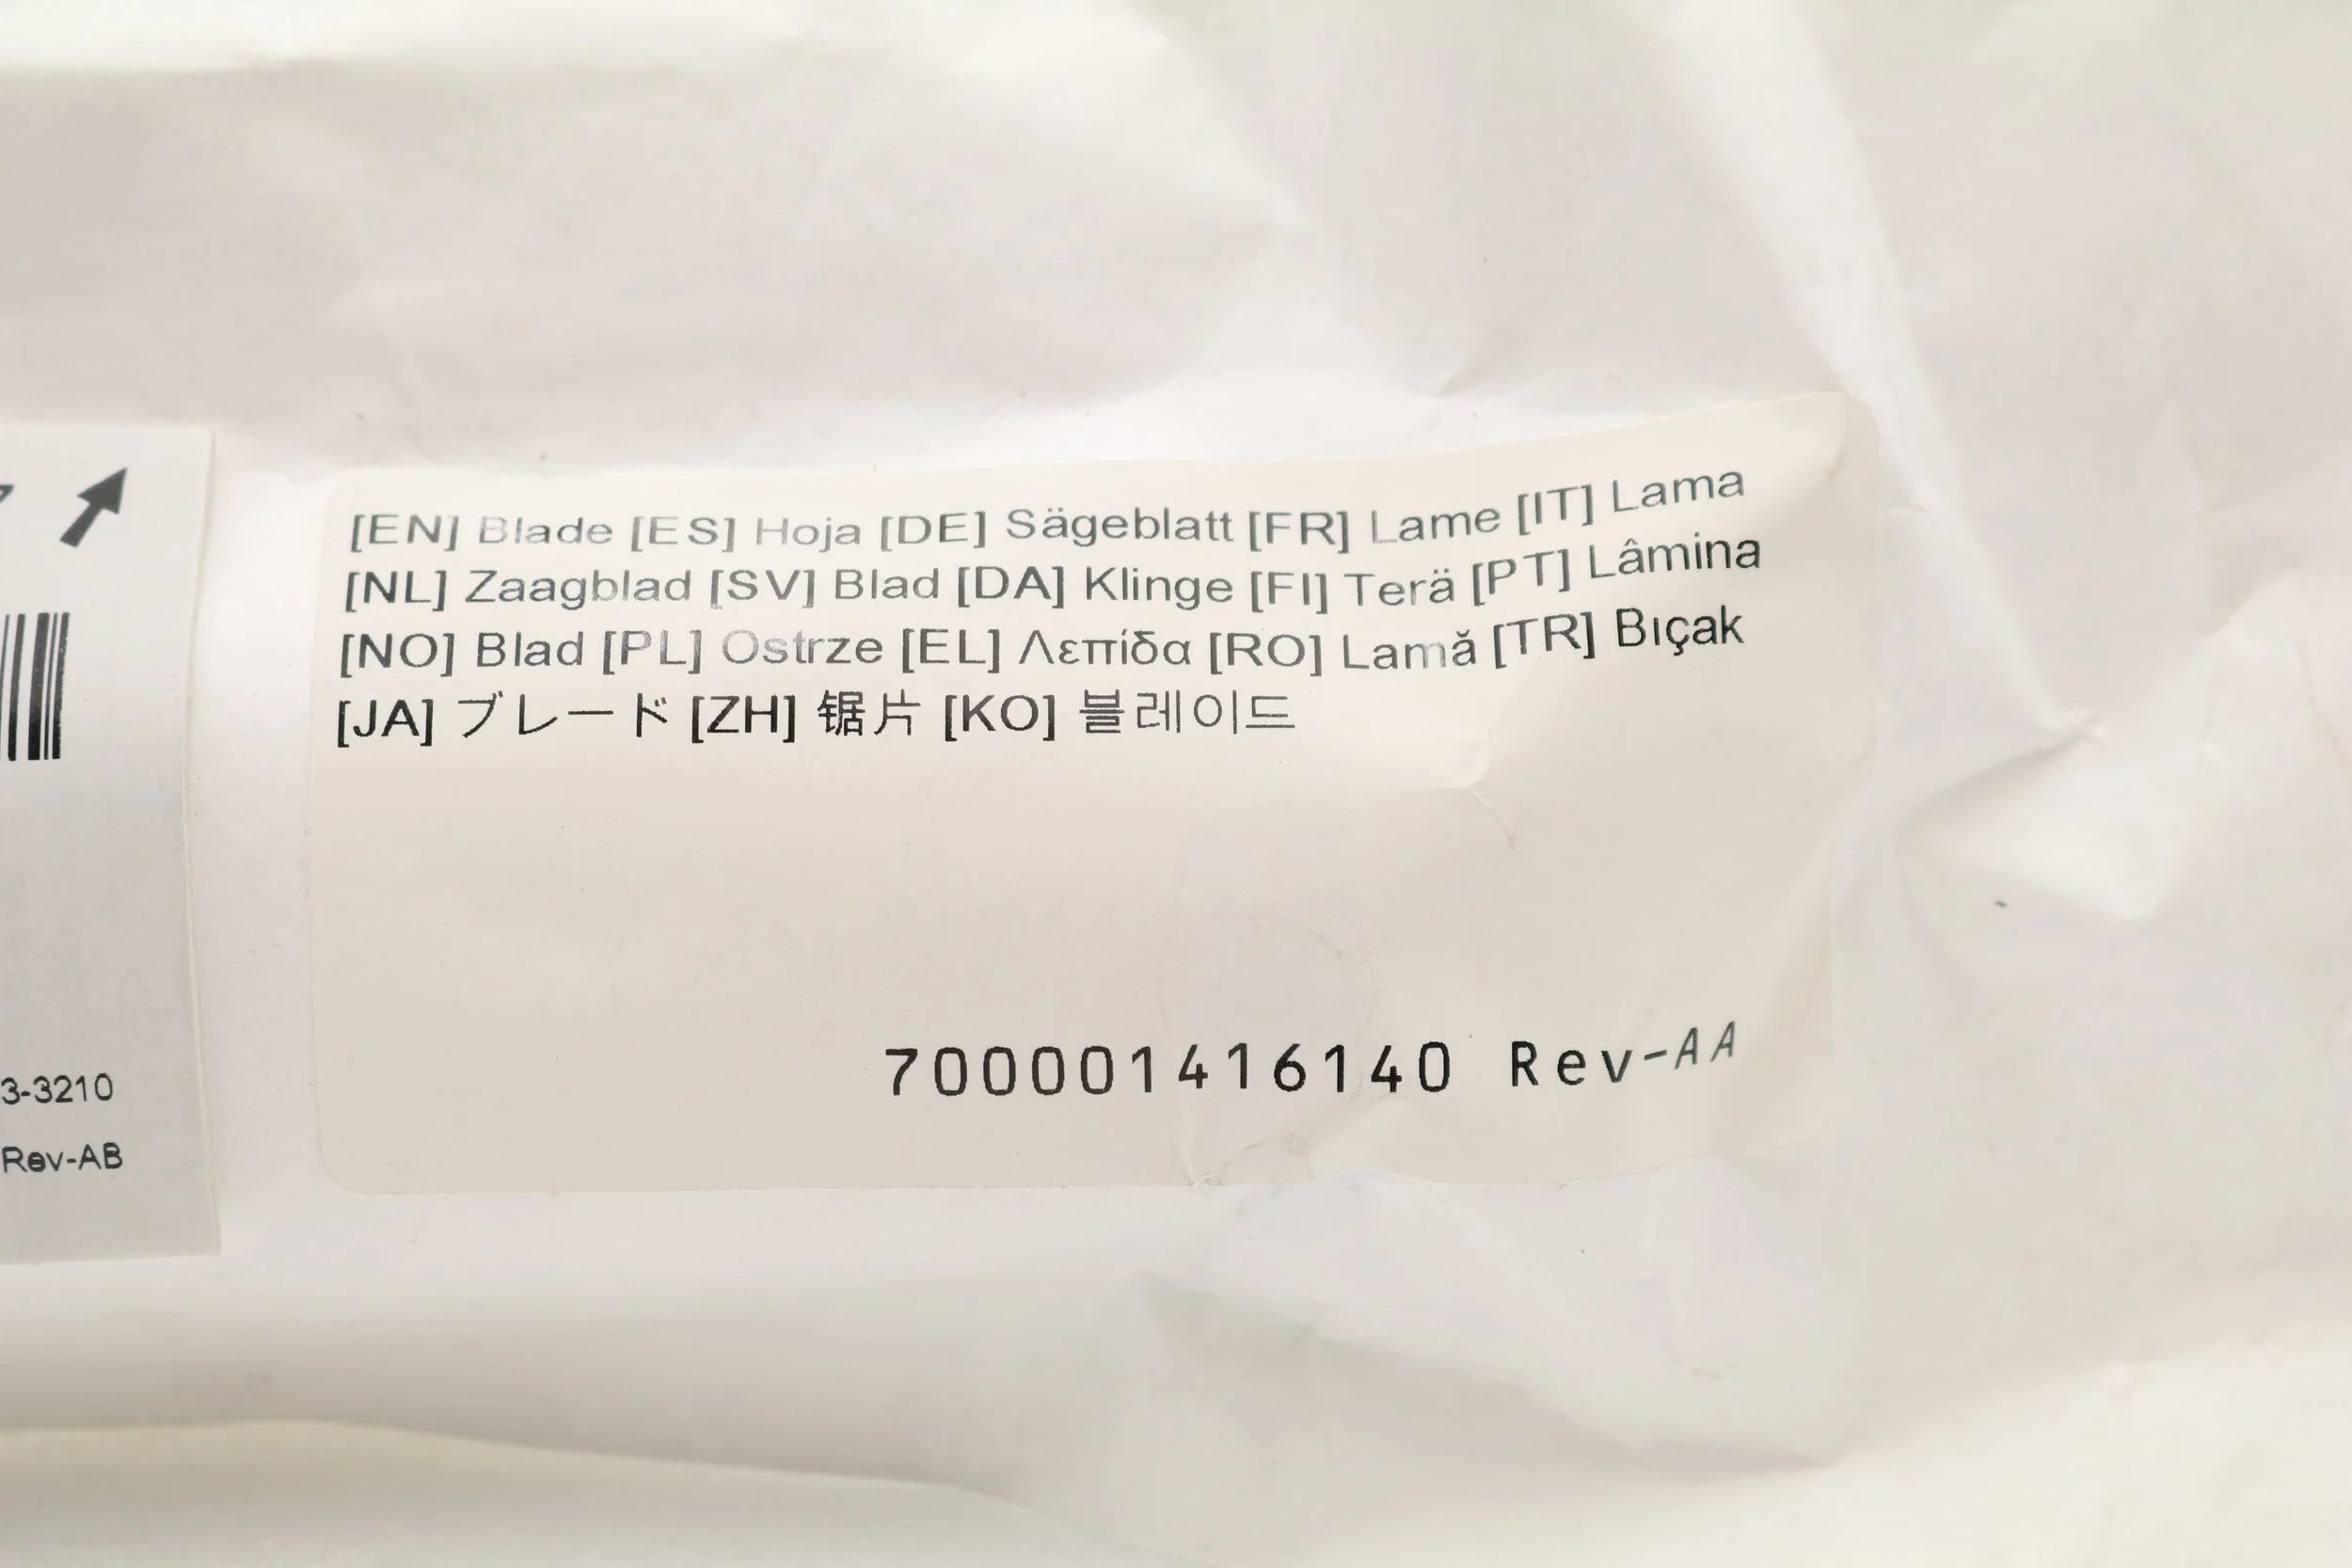 [EN] Blade [ES] Hoja [DE] Sägeblatt [FR] Lame [IT] Lama
[NL] Zaagblad [SV] Blad [DA] Klinge [FI] Terä [PT] Lâmina
[NO] Blad [PL] Ostrze [EL] Λεπίδα [RO] Lamă [TR] Bıçak
[JA] ブレード [ZH] 锯片 [KO] 블레이드
700001416140 Rev-AA
3-3210
Rev-AB